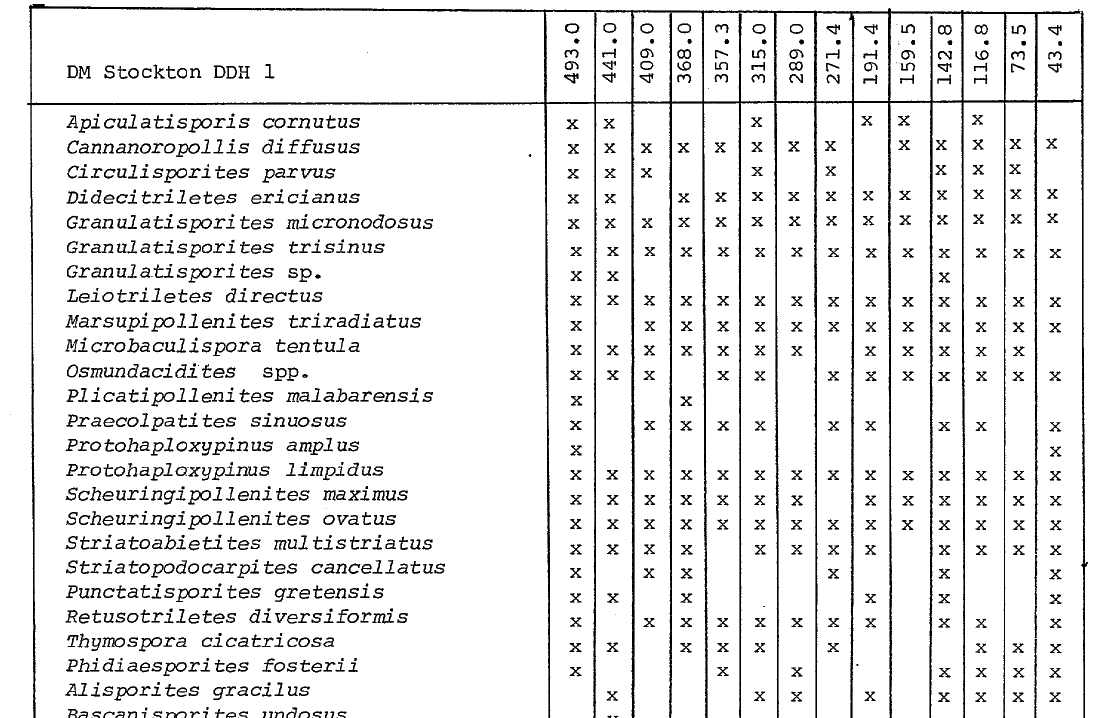 DM Stockton DDH 1 493.0 441.0 409.0 368.0 357.3 315.0 289.0 271.4 191.4 159.5 142.8 116.8 73.5 43.4
Apiculatisporis cornutus x x x x x x
Cannanoropollis diffusus x x x x x x x x x x x x x
Circulisporites parvus x x x x x x x x
Didecitriletes ericianus x x x x x x x x x x x x x
Granulatisporites micronodosus x x x x x x x x x x x x x x
Granulatisporites trisinus x x x x x x x x x x x x x x
Granulatisporites sp. x x x
Leiotriletes directus x x x x x x x x x x x x x x
Marsupipollenites triradiatus x x x x x x x x x x x x x
Microbaculispora tentula x x x x x x x x x x x x
Osmundacidites spp. x x x x x x x x x x x x
Plicatipollenites malabarensis x x
Praecolpatites sinuosus x x x x x x x x x x
Protohaploxypinus amplus x x
Protohaploxypinus limpidus x x x x x x x x x x x x x x
Scheuringipollenites maximus x x x x x x x x x x x x x
Scheuringipollenites ovatus x x x x x x x x x x x x x x
Striatoabietites multistriatus x x x x x x x x x x x x
Striatopodocarpites cancellatus x x x x x x
Punctatisporites gretensis x x x x x x
Retusotriletes diversiformis x x x x x x x x x x x
Thymospora cicatricosa x x x x x x x x x
Phidiaesporites fosterii x x x x x x x
Alisporites gracilus x x x x x x x x
Bascanisporites undosus x